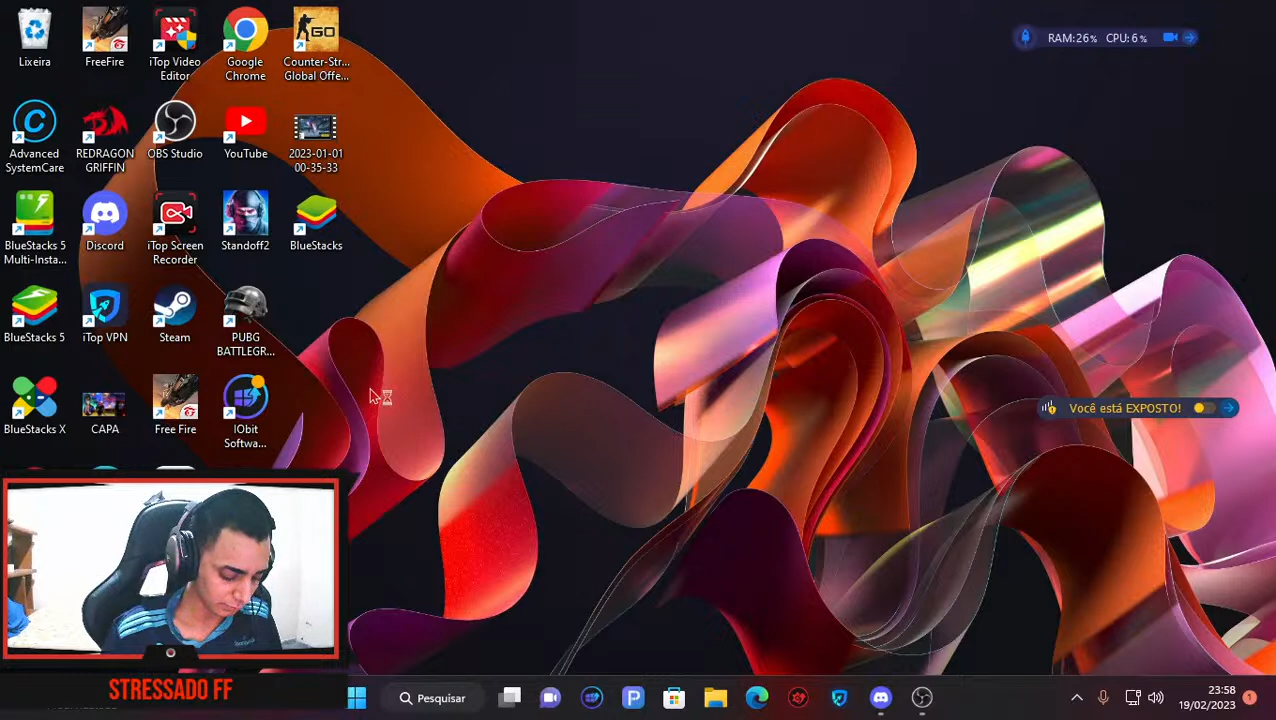 Lixeira
FreeFire
iTop Video
Editor
Google
Chrome
Counter-Str...
Global Offe...
GO
RAM:26% CPU:6%
Advanced
SystemCare
REDRAGON
GRIFFIN
OBS Studio
YouTube
2023-01-01
00-35-33
BlueStacks 5
Multi-Insta...
Discord
iTop Screen
Recorder
Standoff2
BlueStacks
BlueStacks 5
iTop VPN
Steam
PUBG
BATTLEGR...
BlueStacks X
CAPA
Free Fire
IObit
Softwa...
Você está EXPOSTO!
STRESSADO FF
Pesquisar
23:58
19/02/2023
1